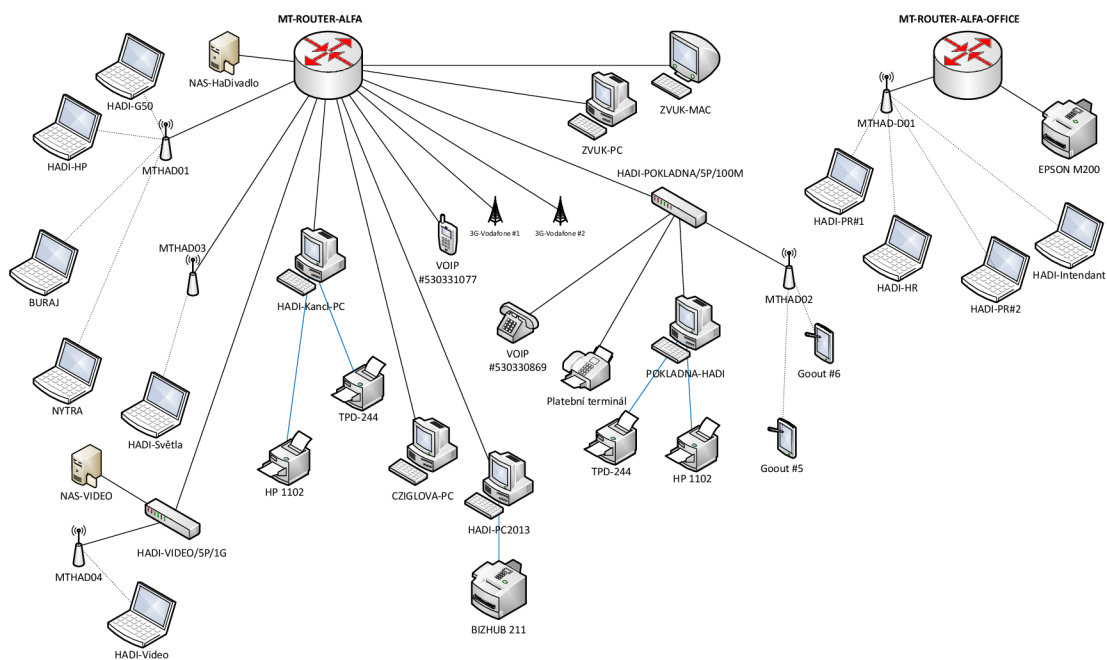 MT-ROUTER-ALFA
MT-ROUTER-ALFA-OFFICE
NAS-HaDivadlo
HADI-G50
ZVUK-MAC
MTHAD-D01
ZVUK-PC
HADI-HP
MTHAD01
EPSON M200
HADI-POKLADNA/5P/100M
HADI-PR#1
3G-Vodafone #1
3G-Vodafone #2
MTHAD03
VOIP
#530331077
HADI-HR
HADI-Intendant
BURAJ
MTHAD02
HADI-Kancl-PC
HADI-PR#2
VOIP
#530330869
POKLADNA-HADI
Goout #6
Platební terminál
NYTRA
TPD-244
HADI-Světla
TPD-244
HP 1102
Goout #5
HP 1102
CZIGLOVA-PC
NAS-VIDEO
HADI-PC2013
HADI-VIDEO/5P/1G
MTHAD04
BIZHUB 211
HADI-Video